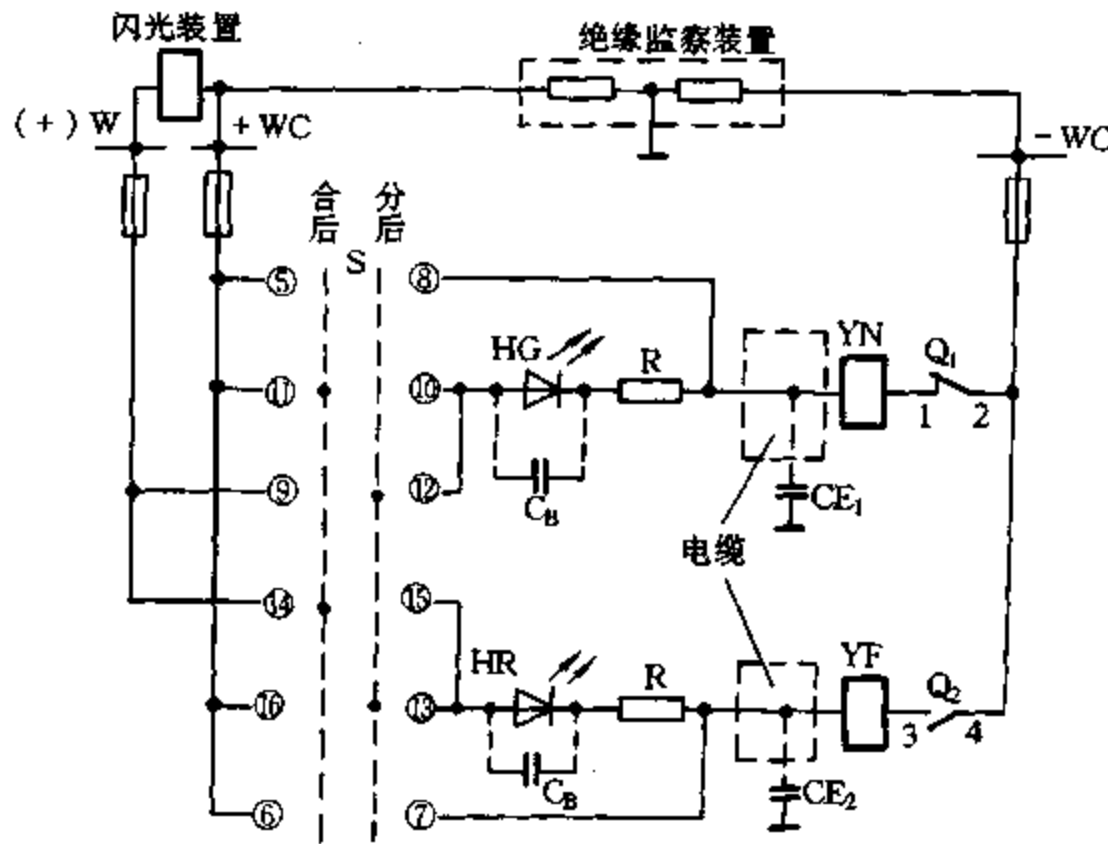 闪光装置
绝缘监察装置
(+) W
+ WC
- WC
合后
S
分后
⑤
⑧
HG
R
YN
Q₁
⑪
⑩
1
2
⑨
⑫
C_B
CE₁
电缆
⑭
⑮
HR
R
YF
Q₂
⑯
⑬
3
4
C_B
CE₂
⑥
⑦